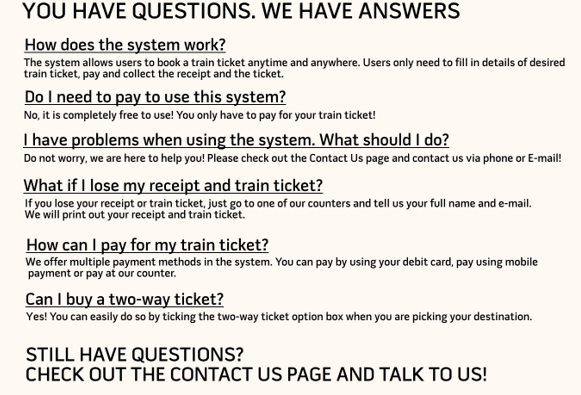 YOU HAVE QUESTIONS. WE HAVE ANSWERS
How does the system work?
The system allows users to book a train ticket anytime and anywhere. Users only need to fill in details of desired
train ticket, pay and collect the receipt and the ticket.
Do I need to pay to use this system?
No, it is completely free to use! You only have to pay for your train ticket!
I have problems when using the system. What should I do?
Do not worry, we are here to help you! Please check out the Contact Us page and contact us via phone or E-mail!
What if I lose my receipt and train ticket?
If you lose your receipt or train ticket, just go to one of our counters and tell us your full name and e-mail.
We will print out your receipt and train ticket.
How can I pay for my train ticket?
We offer multiple payment methods in the system. You can pay by using your debit card, pay using mobile
payment or pay at our counter.
Can I buy a two-way ticket?
Yes! You can easily do so by ticking the two-way ticket option box when you are picking your destination.
STILL HAVE QUESTIONS?
CHECK OUT THE CONTACT US PAGE AND TALK TO US!